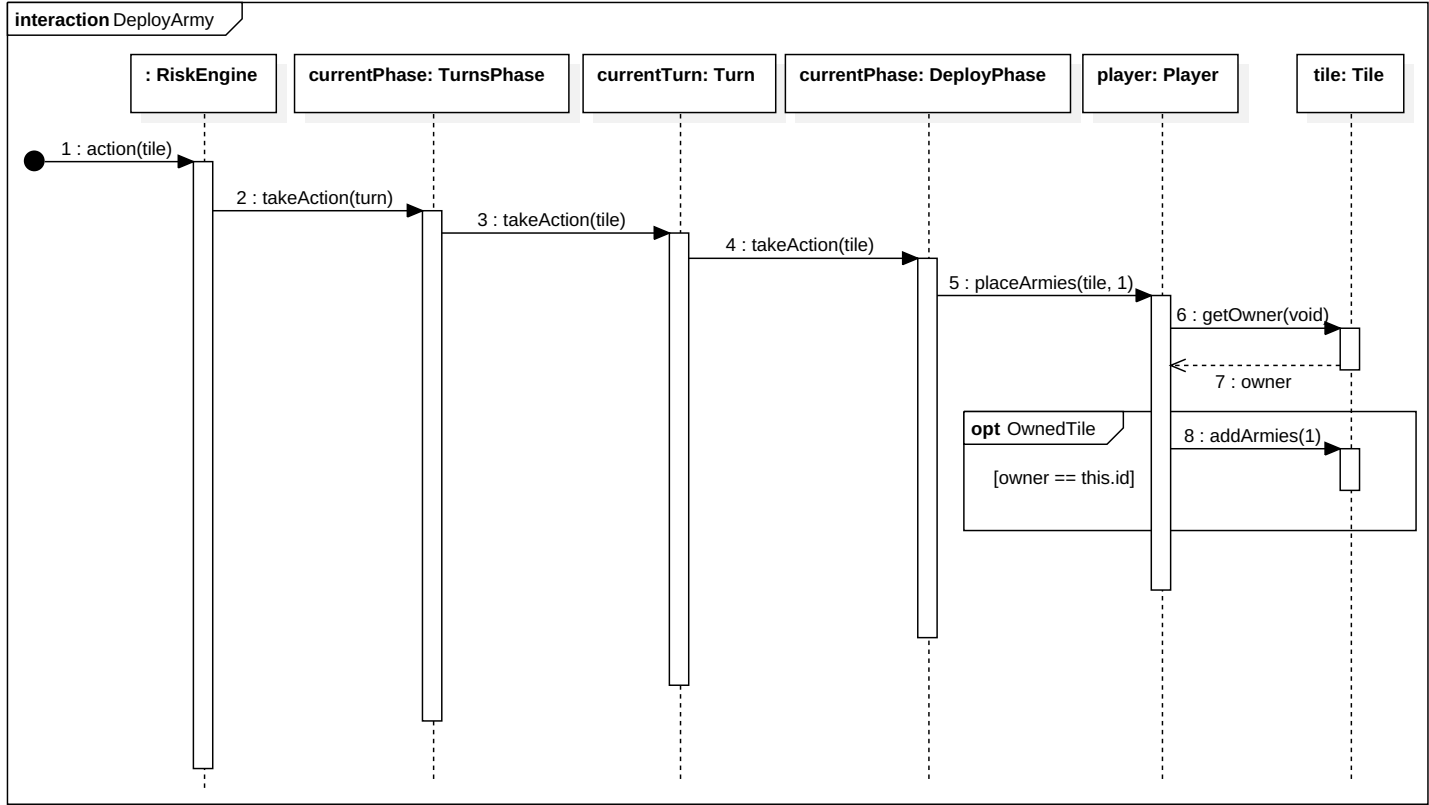 interaction DeployArmy
: RiskEngine
currentPhase: TurnsPhase
currentTurn: Turn
currentPhase: DeployPhase
player: Player
tile: Tile
1 : action(tile)
2 : takeAction(turn)
3 : takeAction(tile)
4 : takeAction(tile)
5 : placeArmies(tile, 1)
6 : getOwner(void)
7 : owner
opt OwnedTile
8 : addArmies(1)
[owner == this.id]